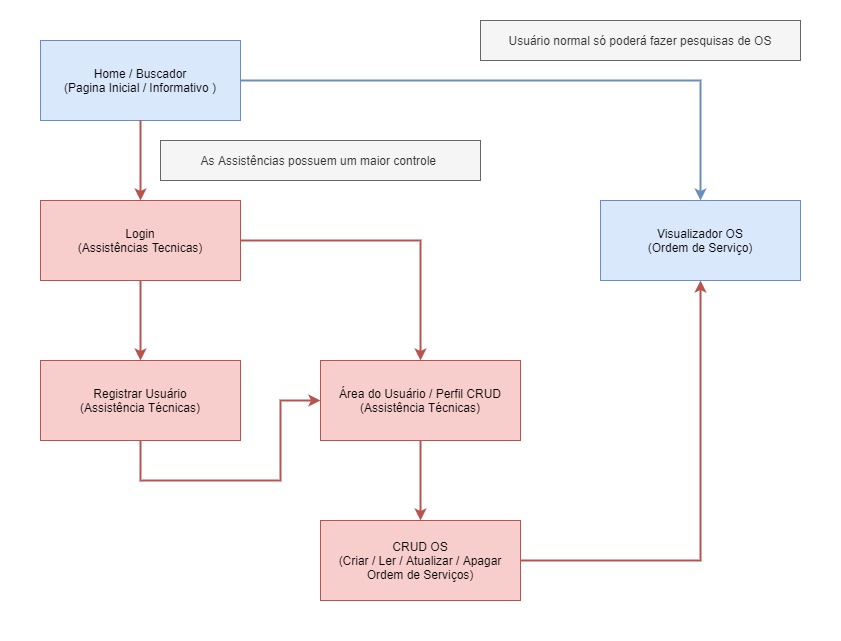 Usuário normal só poderá fazer pesquisas de OS
Home / Buscador
(Pagina Inicial / Informativo )
As Assistências possuem um maior controle
Login
(Assistências Tecnicas)
Visualizador OS
(Ordem de Serviço)
Registrar Usuário
(Assistência Técnicas)
Área do Usuário / Perfil CRUD
(Assistência Técnicas)
CRUD OS
(Criar / Ler / Atualizar / Apagar
Ordem de Serviços)